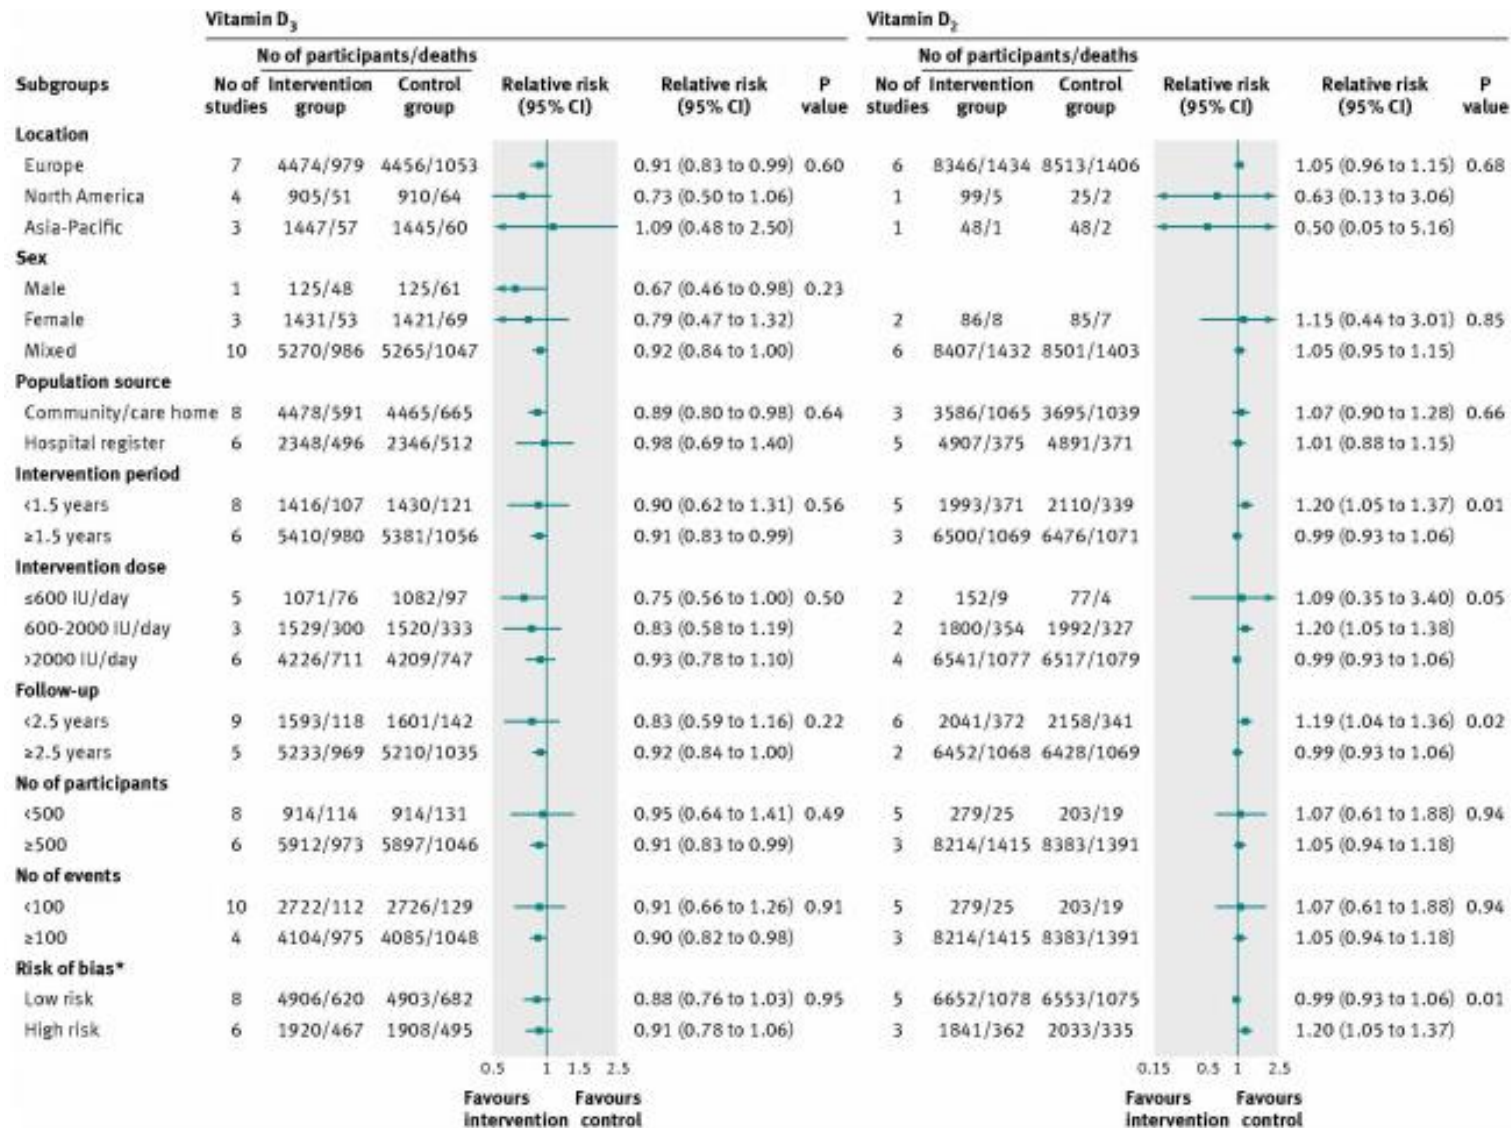 Vitamin D3 Vitamin D2
No of participants/deaths No of participants/deaths
Subgroups No of Intervention Control Relative risk Relative risk P No of Intervention Control Relative risk Relative risk P
studies group group (95% CI) (95% CI) value studies group group (95% CI) (95% CI) value
Location
Europe 7 4474/979 4456/1053 0.91 (0.83 to 0.99) 0.60 6 8346/1434 8513/1406 1.05 (0.96 to 1.15) 0.68
North America 4 905/51 910/64 0.73 (0.50 to 1.06) 1 99/5 25/2 0.63 (0.13 to 3.06)
Asia-Pacific 3 1447/57 1445/60 1.09 (0.48 to 2.50) 1 48/1 48/2 0.50 (0.05 to 5.16)
Sex
Male 1 125/48 125/61 0.67 (0.46 to 0.98) 0.23
Female 3 1431/53 1421/69 0.79 (0.47 to 1.32) 2 86/8 85/7 1.15 (0.44 to 3.01) 0.85
Mixed 10 5270/986 5265/1047 0.92 (0.84 to 1.00) 6 8407/1432 8501/1403 1.05 (0.95 to 1.15)
Population source
Community/care home 8 4478/591 4465/665 0.89 (0.80 to 0.98) 0.64 3 3586/1065 3695/1039 1.07 (0.90 to 1.28) 0.66
Hospital register 6 2348/496 2346/512 0.98 (0.69 to 1.40) 5 4907/375 4891/371 1.01 (0.88 to 1.15)
Intervention period
<1.5 years 8 1416/107 1430/121 0.90 (0.62 to 1.31) 0.56 5 1993/371 2110/339 1.20 (1.05 to 1.37) 0.01
≥1.5 years 6 5410/980 5381/1056 0.91 (0.83 to 0.99) 3 6500/1069 6476/1071 0.99 (0.93 to 1.06)
Intervention dose
≤600 IU/day 5 1071/76 1082/97 0.75 (0.56 to 1.00) 0.50 2 152/9 77/4 1.09 (0.35 to 3.40) 0.05
600-2000 IU/day 3 1529/300 1520/333 0.83 (0.58 to 1.19) 2 1800/354 1992/327 1.20 (1.05 to 1.38)
>2000 IU/day 6 4226/711 4209/747 0.93 (0.78 to 1.10) 4 6541/1077 6517/1079 0.99 (0.93 to 1.06)
Follow-up
<2.5 years 9 1593/118 1601/142 0.83 (0.59 to 1.16) 0.22 6 2041/372 2158/341 1.19 (1.04 to 1.36) 0.02
≥2.5 years 5 5233/969 5210/1035 0.92 (0.84 to 1.00) 2 6452/1068 6428/1069 0.99 (0.93 to 1.06)
No of participants
<500 8 914/114 914/131 0.95 (0.64 to 1.41) 0.49 5 279/25 203/19 1.07 (0.61 to 1.88) 0.94
≥500 6 5912/973 5897/1046 0.91 (0.83 to 0.99) 3 8214/1415 8383/1391 1.05 (0.94 to 1.18)
No of events
<100 10 2722/112 2726/129 0.91 (0.66 to 1.26) 0.91 5 279/25 203/19 1.07 (0.61 to 1.88) 0.94
≥100 4 4104/975 4085/1048 0.90 (0.82 to 0.98) 3 8214/1415 8383/1391 1.05 (0.94 to 1.18)
Risk of bias*
Low risk 8 4906/620 4903/682 0.88 (0.76 to 1.03) 0.95 5 6652/1078 6553/1075 0.99 (0.93 to 1.06) 0.01
High risk 6 1920/467 1908/495 0.91 (0.78 to 1.06) 3 1841/362 2033/335 1.20 (1.05 to 1.37)
0.5 1 1.5 2.5 0.15 0.5 1 2.5
Favours Favours Favours Favours
intervention control intervention control